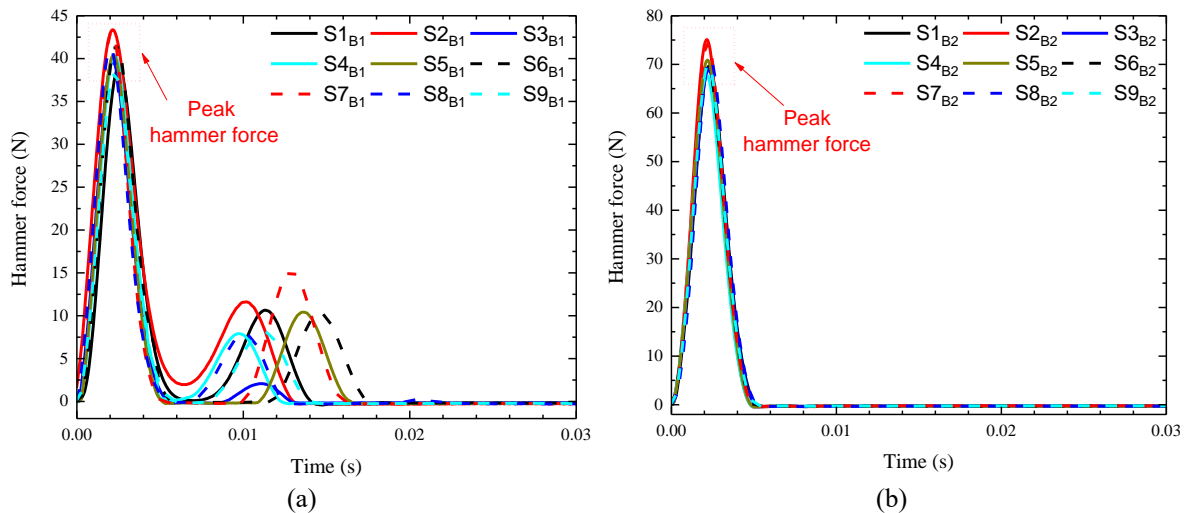 45
40
35
30
25
20
15
10
5
0
Hammer force (N)
S1B1 S2B1 S3B1
S4B1 S5B1 S6B1
S7B1 S8B1 S9B1
Peak
hammer force
0.00 0.01 0.02 0.03
Time (s)
(a)
80
70
60
50
40
30
20
10
0
Hammer force (N)
S1B2 S2B2 S3B2
S4B2 S5B2 S6B2
S7B2 S8B2 S9B2
Peak
hammer force
0.00 0.01 0.02 0.03
Time (s)
(b)